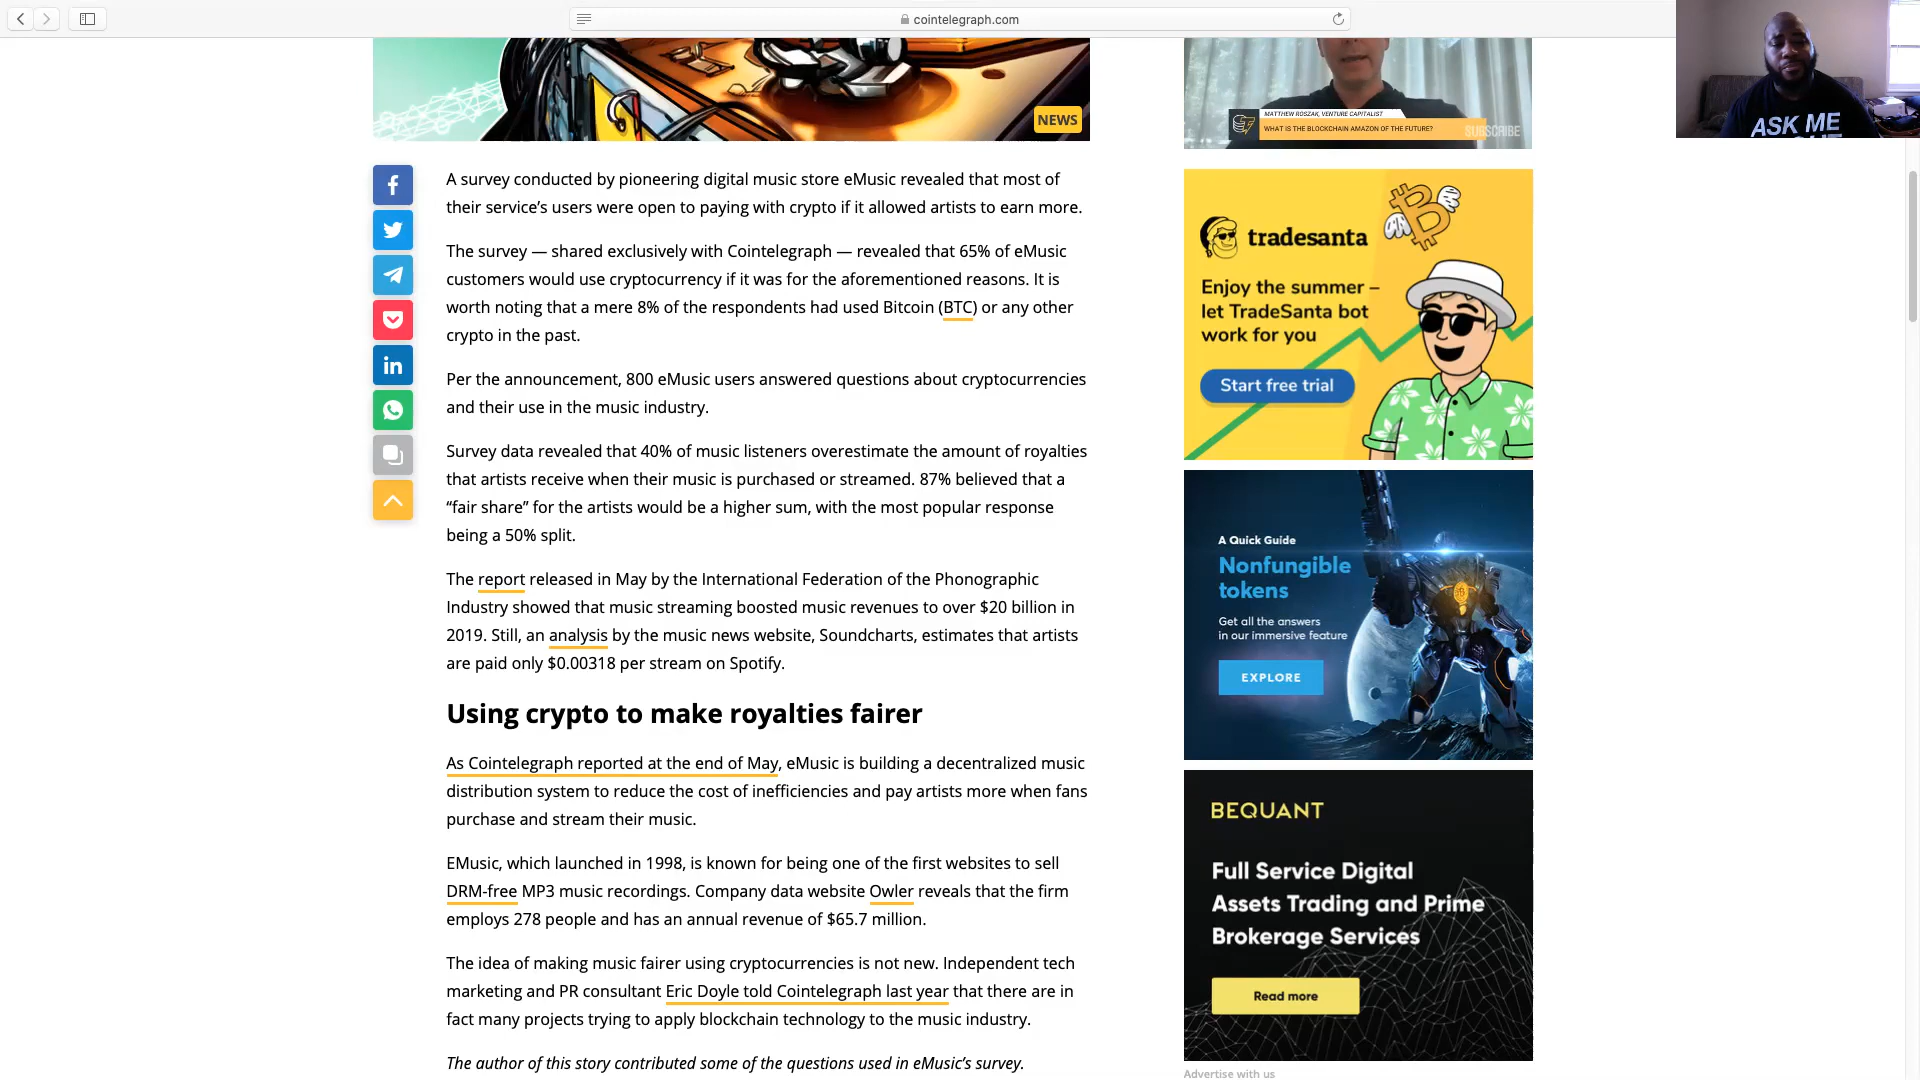 cointelegraph.com
NEWS
MATTHEW ROSZAK, VENTURE CAPITALIST
WHAT IS THE BLOCKCHAIN AMAZON OF THE FUTURE?
SUBSCRIBE
ASK ME
A survey conducted by pioneering digital music store eMusic revealed that most of
their service’s users were open to paying with crypto if it allowed artists to earn more.
The survey — shared exclusively with Cointelegraph — revealed that 65% of eMusic
customers would use cryptocurrency if it was for the aforementioned reasons. It is
worth noting that a mere 8% of the respondents had used Bitcoin (BTC) or any other
crypto in the past.
Per the announcement, 800 eMusic users answered questions about cryptocurrencies
and their use in the music industry.
Survey data revealed that 40% of music listeners overestimate the amount of royalties
that artists receive when their music is purchased or streamed. 87% believed that a
“fair share” for the artists would be a higher sum, with the most popular response
being a 50% split.
The report released in May by the International Federation of the Phonographic
Industry showed that music streaming boosted music revenues to over $20 billion in
2019. Still, an analysis by the music news website, Soundcharts, estimates that artists
are paid only $0.00318 per stream on Spotify.
Using crypto to make royalties fairer
As Cointelegraph reported at the end of May, eMusic is building a decentralized music
distribution system to reduce the cost of inefficiencies and pay artists more when fans
purchase and stream their music.
EMusic, which launched in 1998, is known for being one of the first websites to sell
DRM-free MP3 music recordings. Company data website Owler reveals that the firm
employs 278 people and has an annual revenue of $65.7 million.
The idea of making music fairer using cryptocurrencies is not new. Independent tech
marketing and PR consultant Eric Doyle told Cointelegraph last year that there are in
fact many projects trying to apply blockchain technology to the music industry.
The author of this story contributed some of the questions used in eMusic’s survey.
tradesanta
Enjoy the summer –
let TradeSanta bot
work for you
Start free trial
A Quick Guide
Nonfungible
tokens
Get all the answers
in our immersive feature
EXPLORE
BEQUANT
Full Service Digital
Assets Trading and Prime
Brokerage Services
Read more
Advertise with us